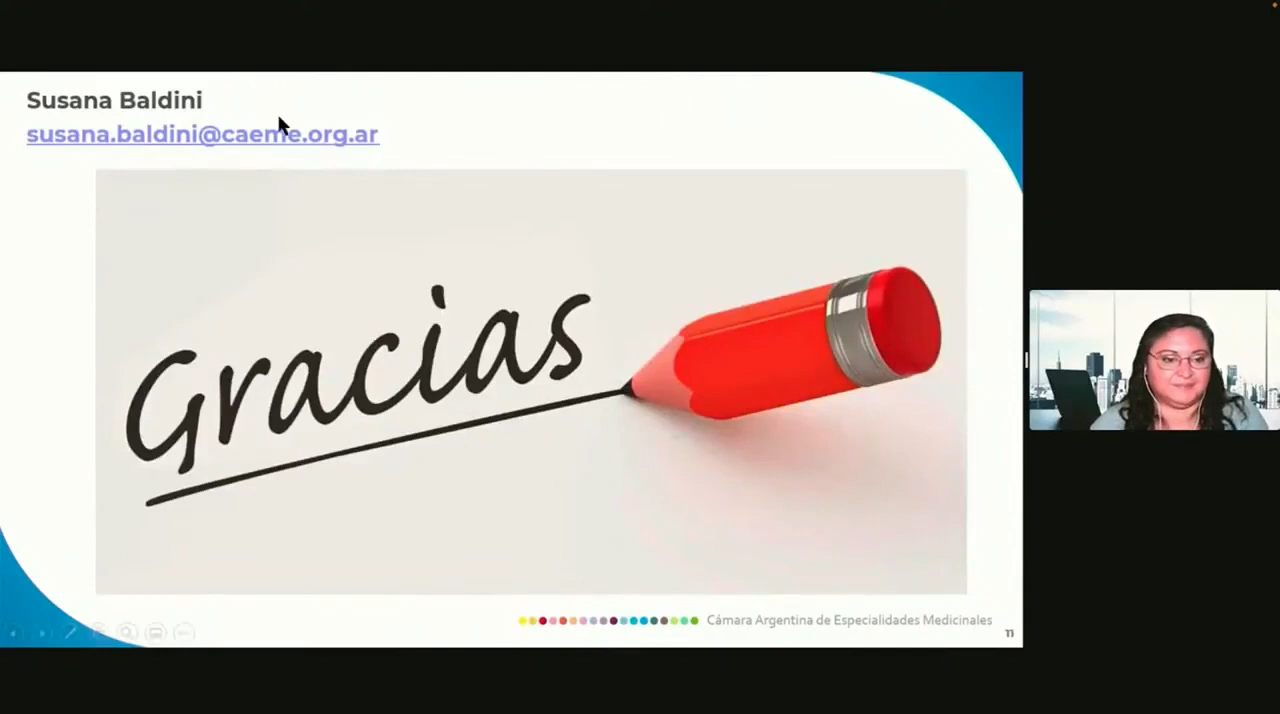 Susana Baldini
susana.baldini@caeme.org.ar
Gracias
Cámara Argentina de Especialidades Medicinales
11